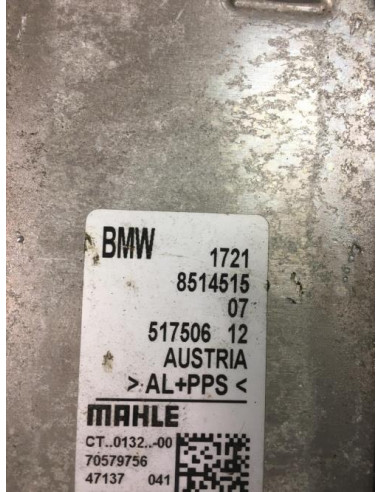 BMW 1721
8514515
07
517506 12
AUSTRIA
>AL+PPS<
MAHLE
CT..0132..-00
70579756
47137 041